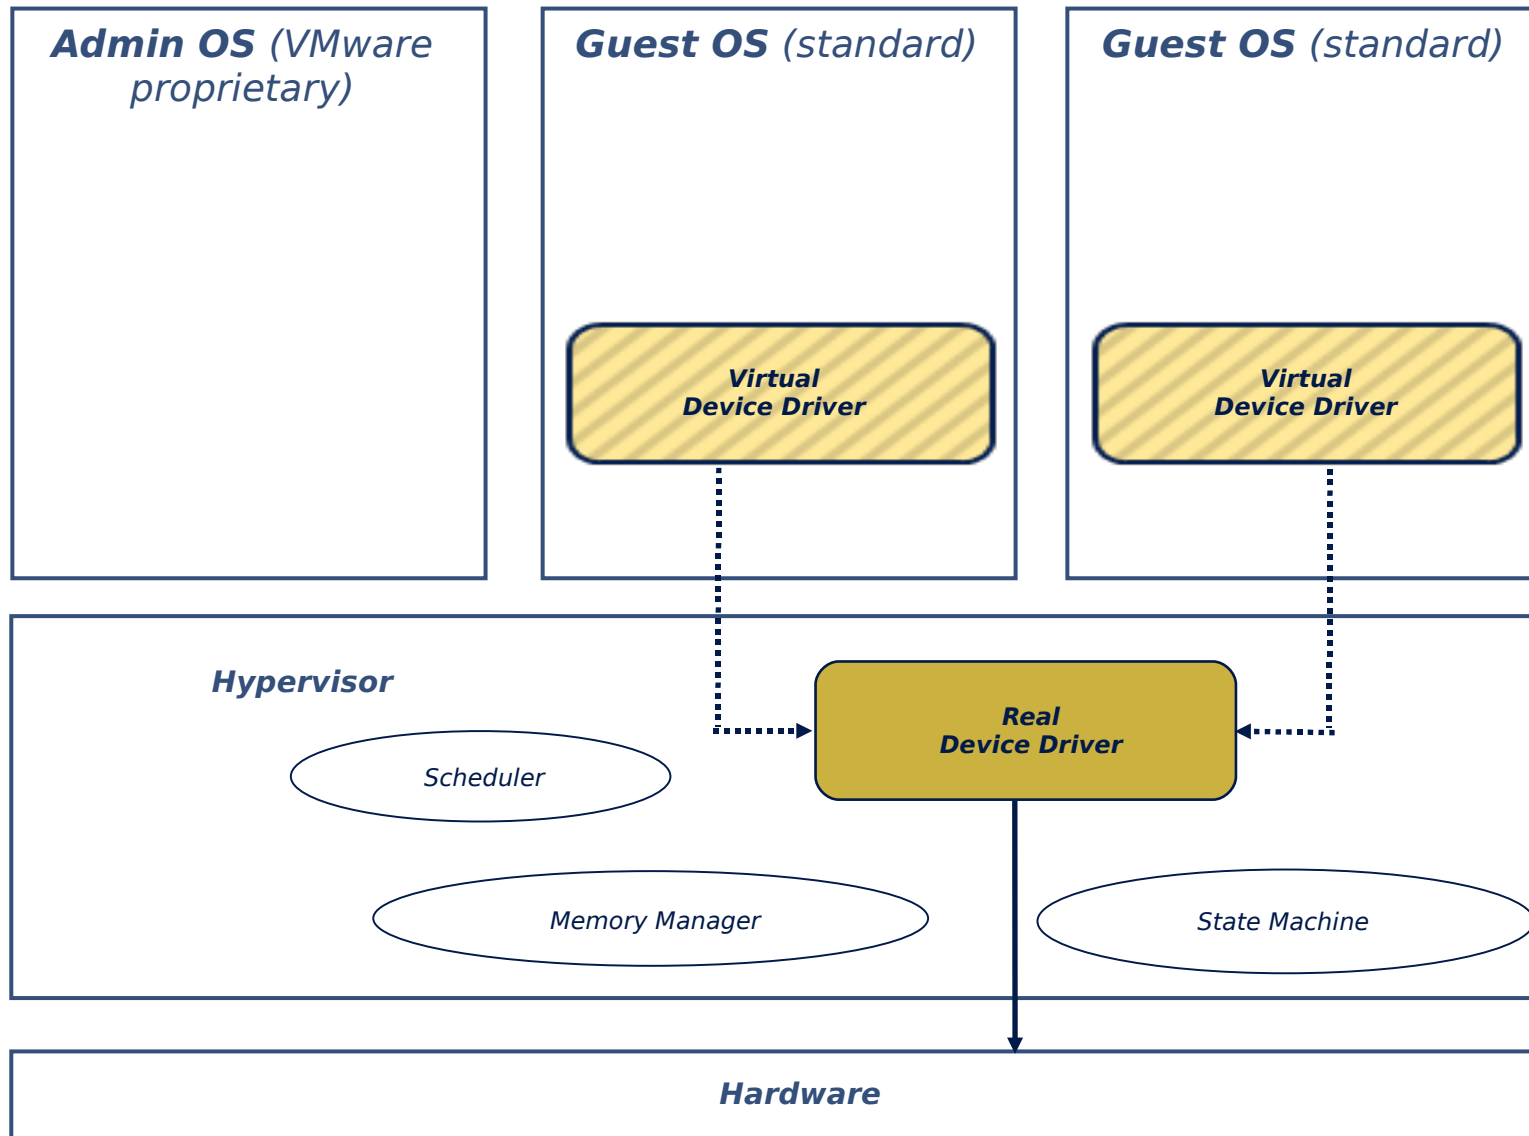 Admin OS (VMware
proprietary)
Guest OS (standard)
Guest OS (standard)
Virtual
Device Driver
Virtual
Device Driver
Hypervisor
Real
Device Driver
Scheduler
Memory Manager
State Machine
Hardware